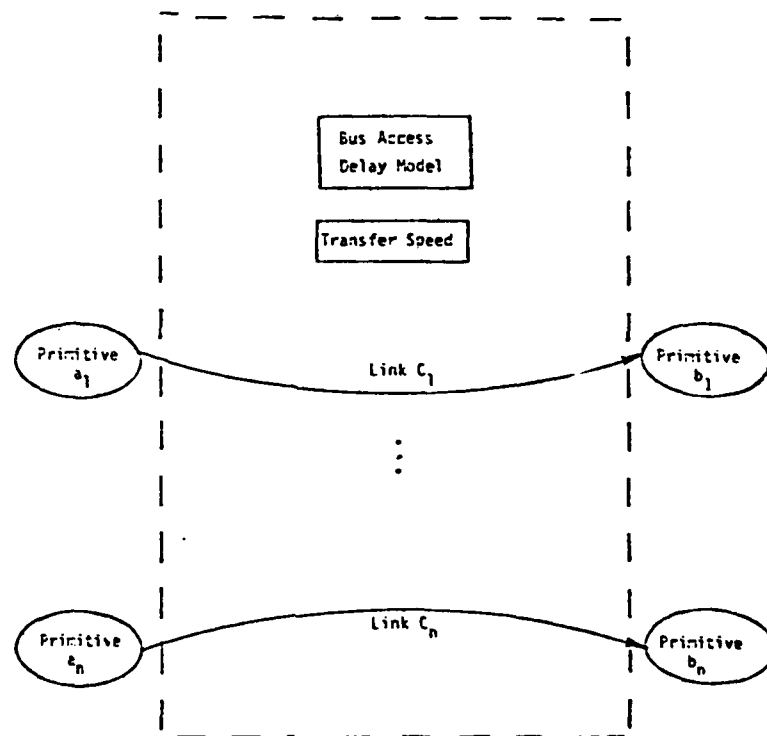 Bus Access
Delay Model
Transfer Speed
Primitive
a1
Link C1
Primitive
b1
Primitive
an
Link Cn
Primitive
bn